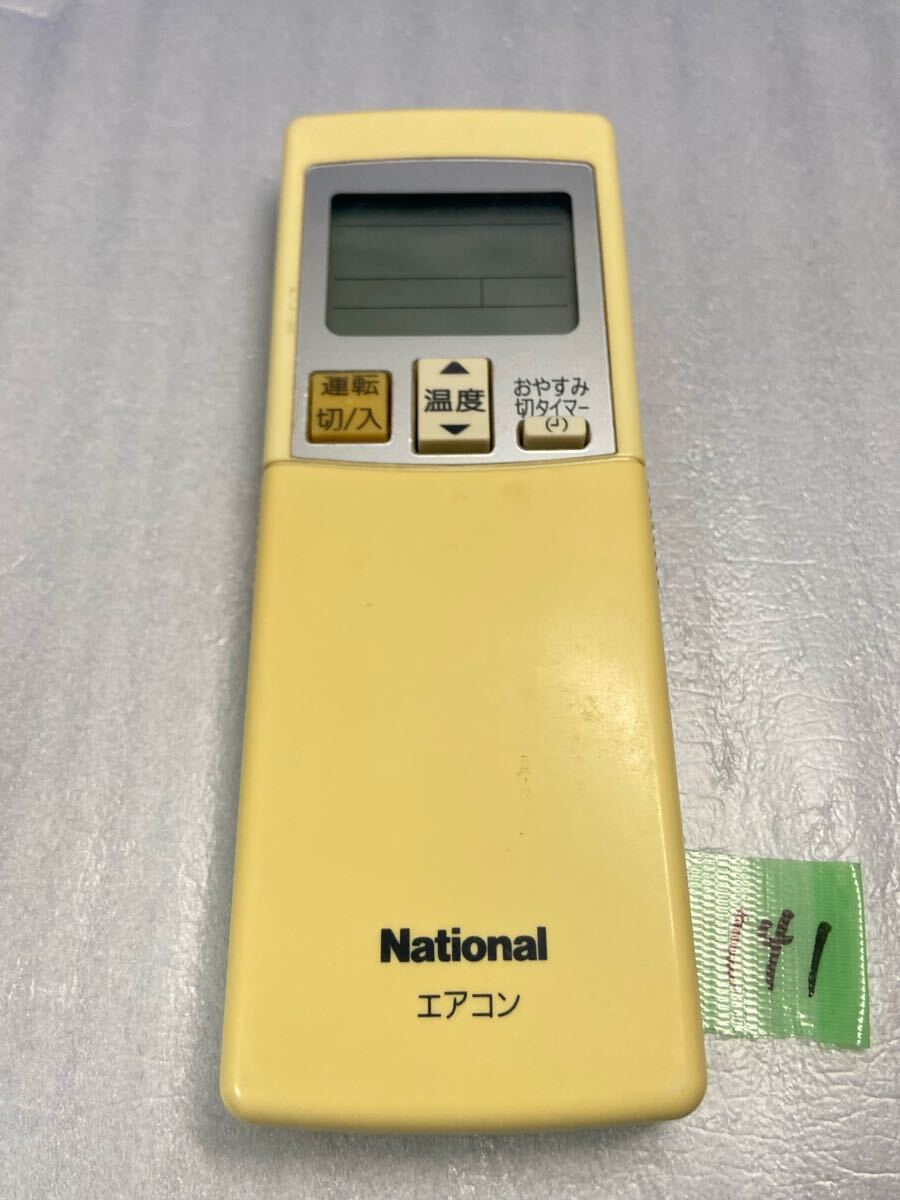 運転
切/入
温度
おやすみ
切タイマー
National
エアコン
141